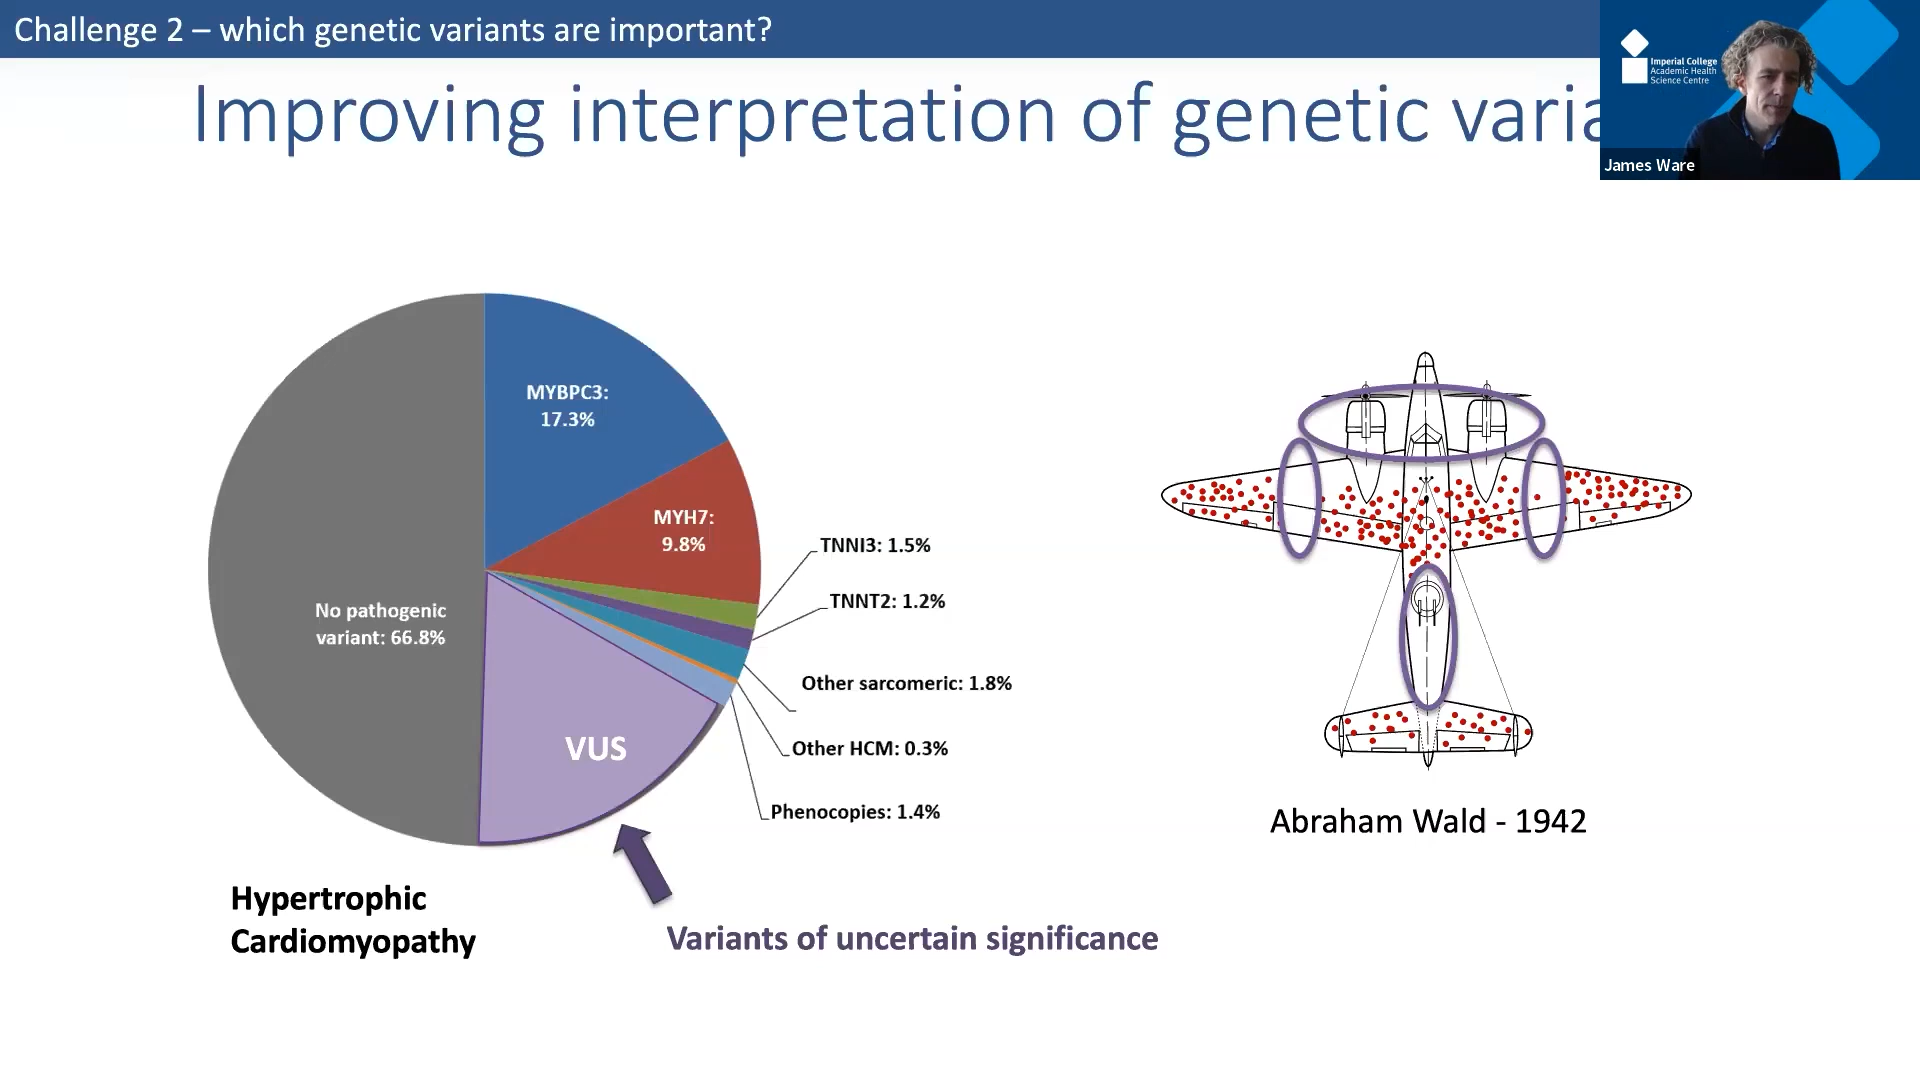 Challenge 2 – which genetic variants are important?
Imperial College
Academic Health
Science Centre
James Ware
Improving interpretation of genetic varia
MYBPC3:
17.3%
MYH7:
9.8%
TNNI3: 1.5%
TNNT2: 1.2%
No pathogenic
variant: 66.8%
Other sarcomeric: 1.8%
VUS
Other HCM: 0.3%
Phenocopies: 1.4%
Abraham Wald - 1942
Hypertrophic
Cardiomyopathy
Variants of uncertain significance